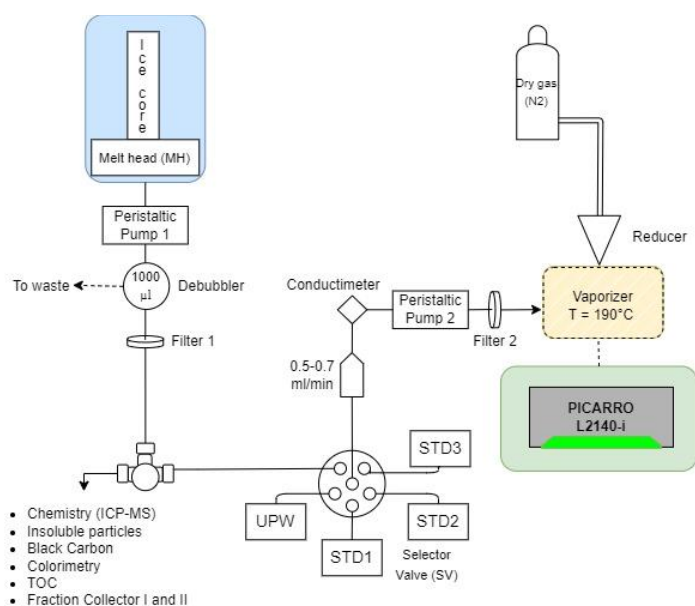 Ice core
Melt head (MH)
Peristaltic
Pump 1
To waste
1000
µl
Debubbler
Filter 1
Chemistry (ICP-MS)
Insoluble particles
Black Carbon
Colorimetry
TOC
Fraction Collector I and II
UPW
STD1
STD2
STD3
Selector
Valve (SV)
0.5-0.7
ml/min
Conductimeter
Peristaltic
Pump 2
Filter 2
Dry gas
(N2)
Reducer
Vaporizer
T = 190°C
PICARRO
L2140-i